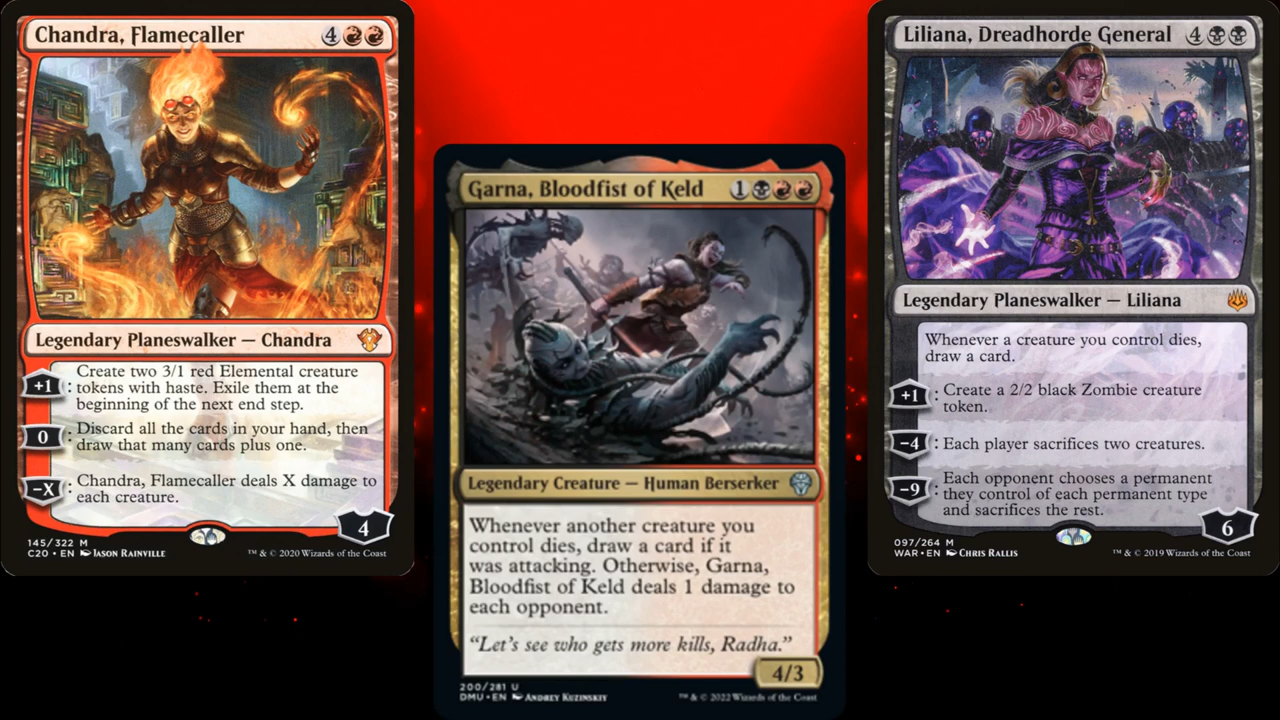 Chandra, Flamecaller 4
Legendary Planeswalker — Chandra
+1: Create two 3/1 red Elemental creature
tokens with haste. Exile them at the
beginning of the next end step.
0: Discard all the cards in your hand, then
draw that many cards plus one.
−X: Chandra, Flamecaller deals X damage to
each creature.
4
145/322 M
C20 • EN Jason Rainville ™ & © 2020 Wizards of the Coast
Garna, Bloodfist of Keld 1
Legendary Creature — Human Berserker
Whenever another creature you
control dies, draw a card if it
was attacking. Otherwise, Garna,
Bloodfist of Keld deals 1 damage to
each opponent.
“Let’s see who gets more kills, Radha.”
4/3
200/281 U
DMU • EN Andrey Kuzinskiy ™ & © 2022 Wizards of the Coast
Liliana, Dreadhorde General 4
Legendary Planeswalker — Liliana
Whenever a creature you control dies,
draw a card.
+1: Create a 2/2 black Zombie creature
token.
−4: Each player sacrifices two creatures.
−9: Each opponent chooses a permanent
they control of each permanent type
and sacrifices the rest.
6
097/264 M
WAR • EN Chris Rallis ™ & © 2019 Wizards of the Coast